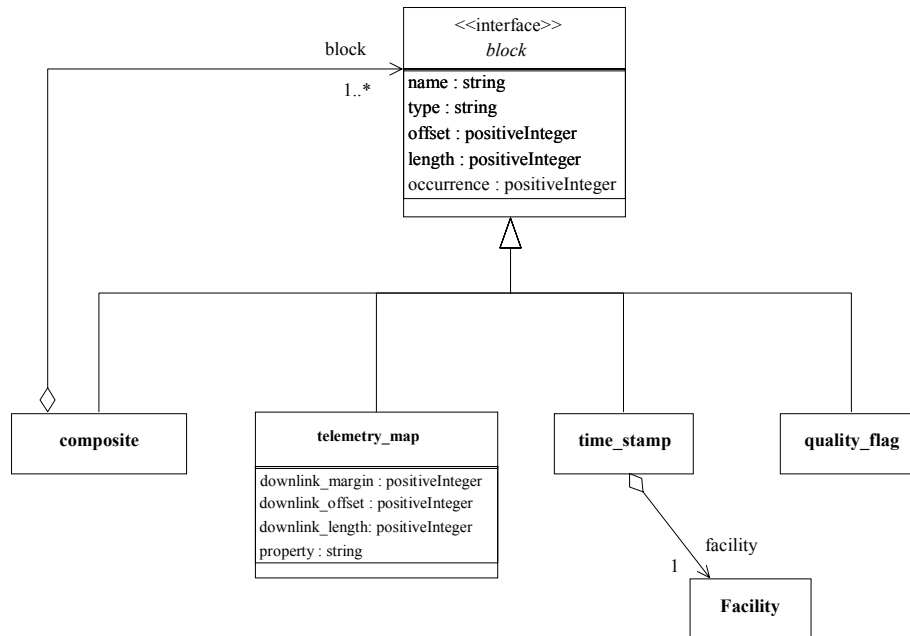 <<interface>>
block
name : string
type : string
offset : positiveInteger
length : positiveInteger
occurrence : positiveInteger
block
1..*
composite
telemetry_map
downlink_margin : positiveInteger
downlink_offset : positiveInteger
downlink_length: positiveInteger
property : string
time_stamp
quality_flag
facility
1
Facility